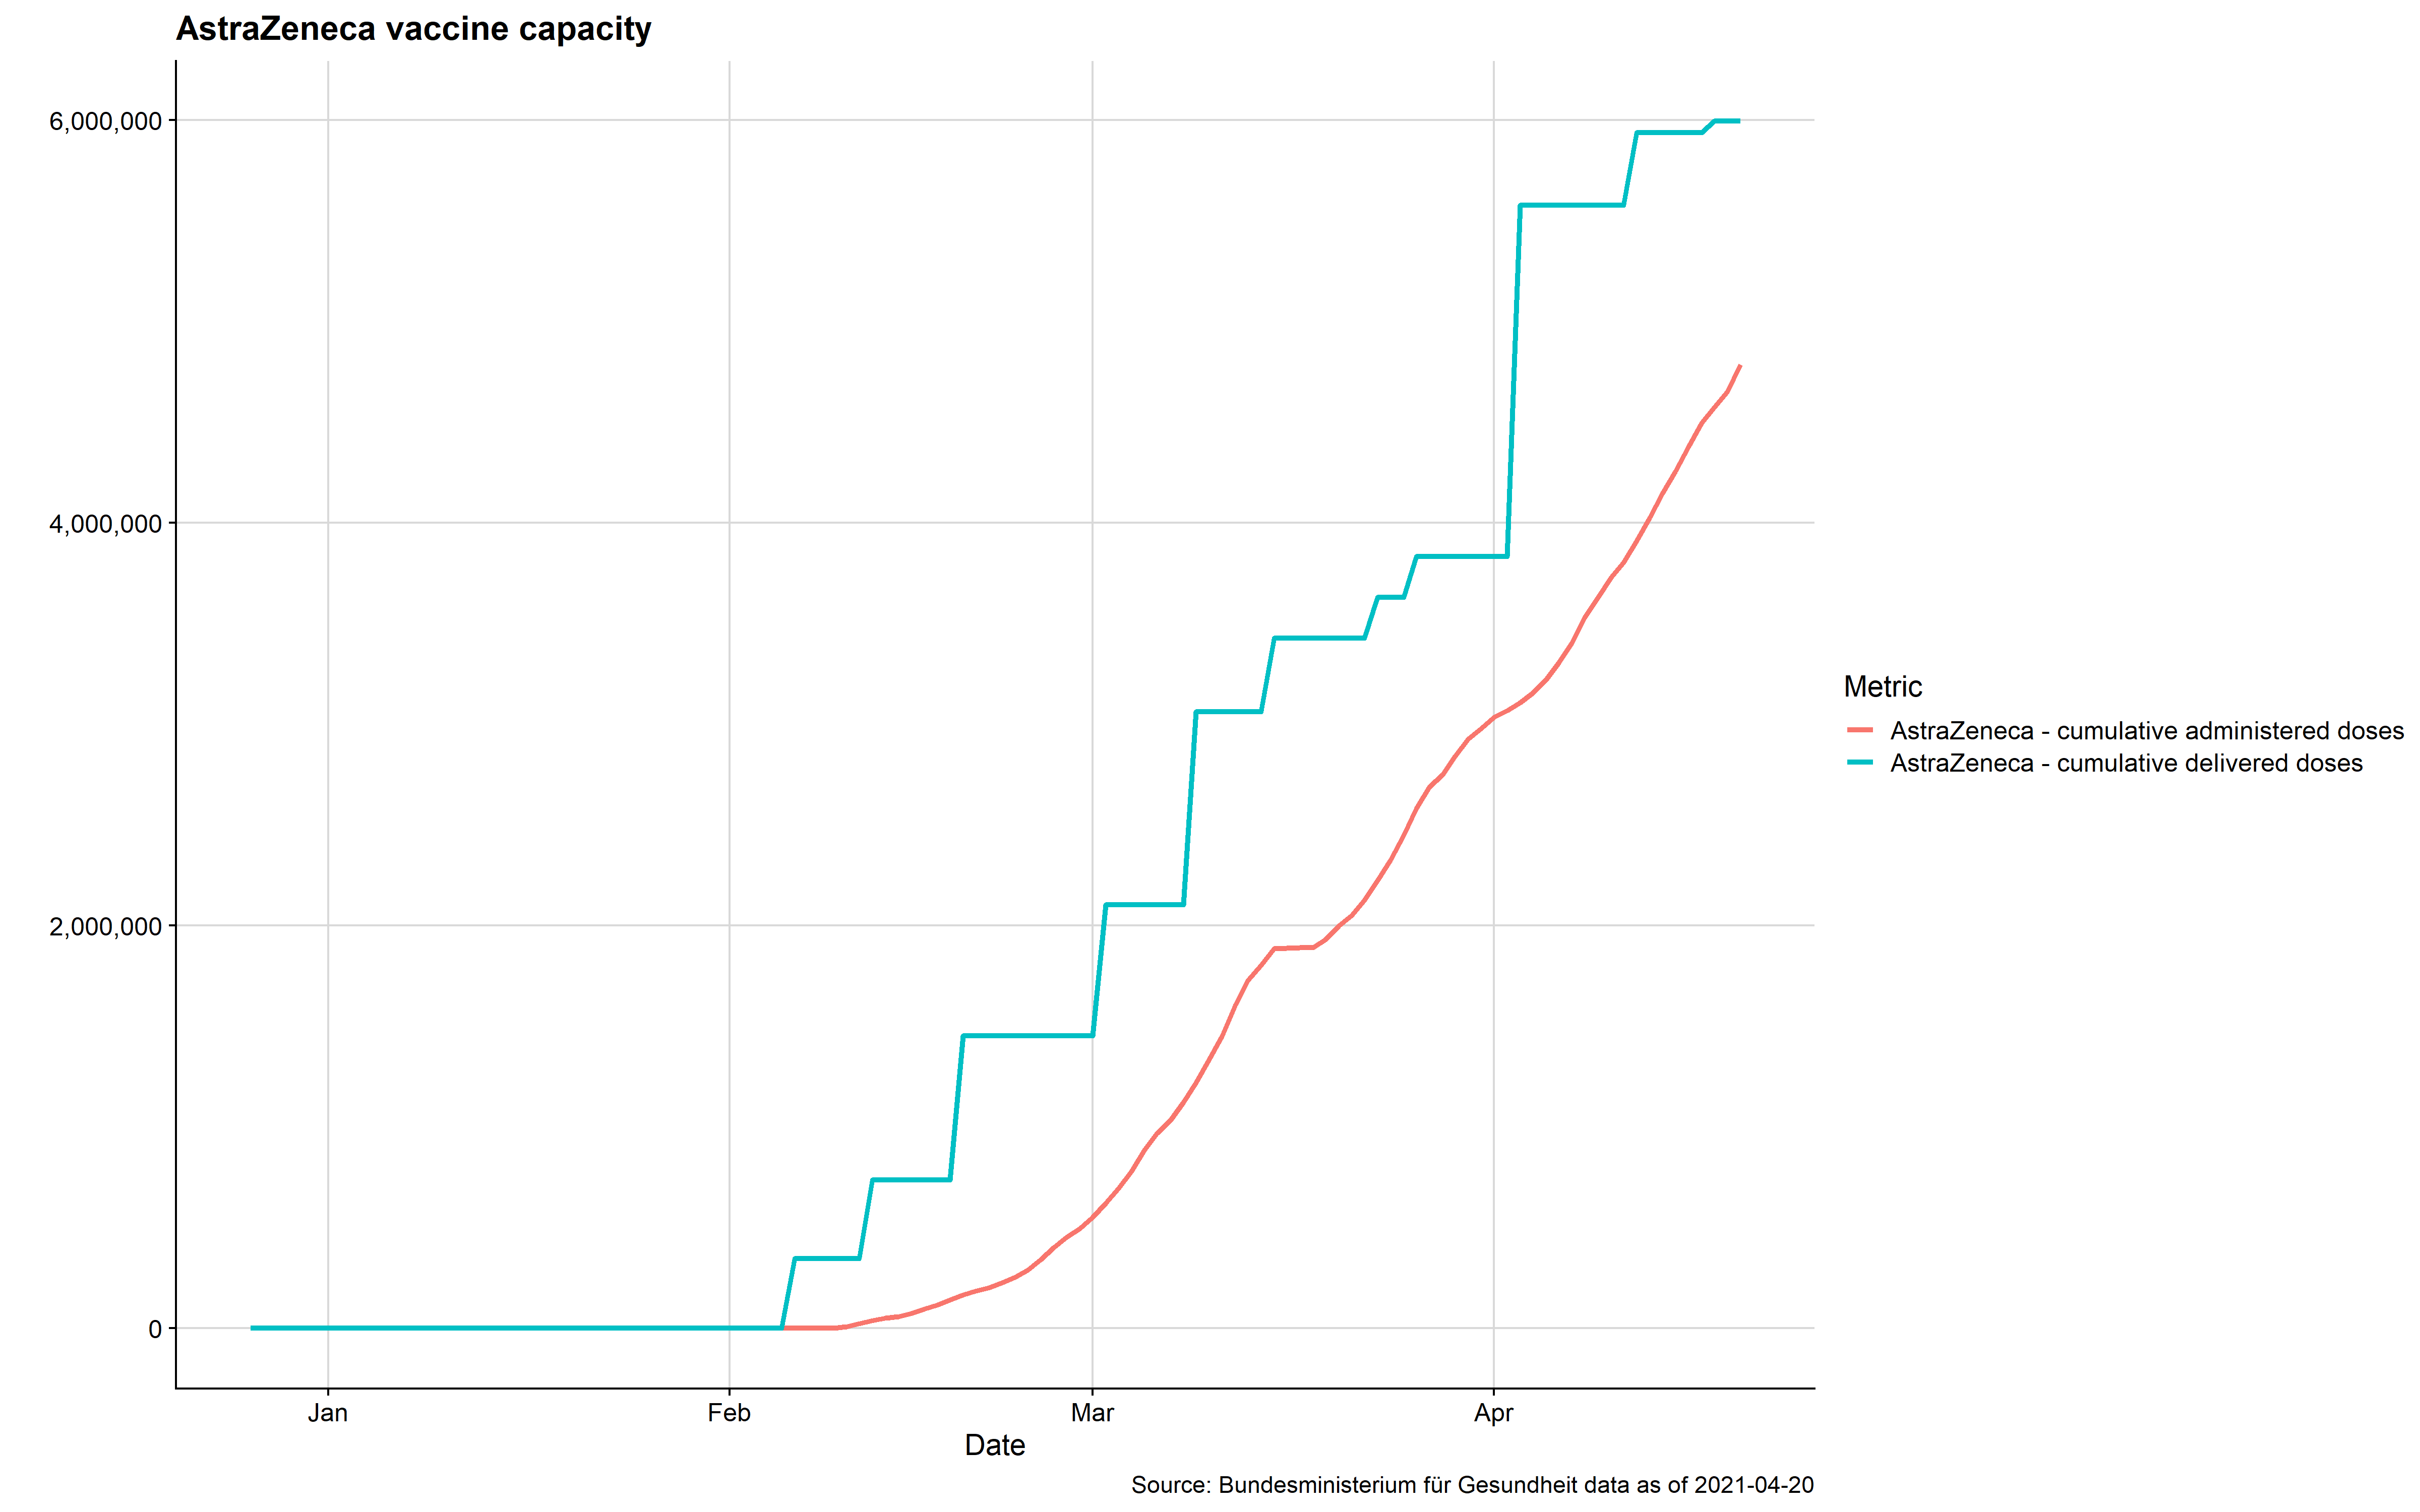 AstraZeneca vaccine capacity
6,000,000
4,000,000
2,000,000
0
Jan Feb Mar Apr
Date
Metric
AstraZeneca - cumulative administered doses
AstraZeneca - cumulative delivered doses
Source: Bundesministerium für Gesundheit data as of 2021-04-20